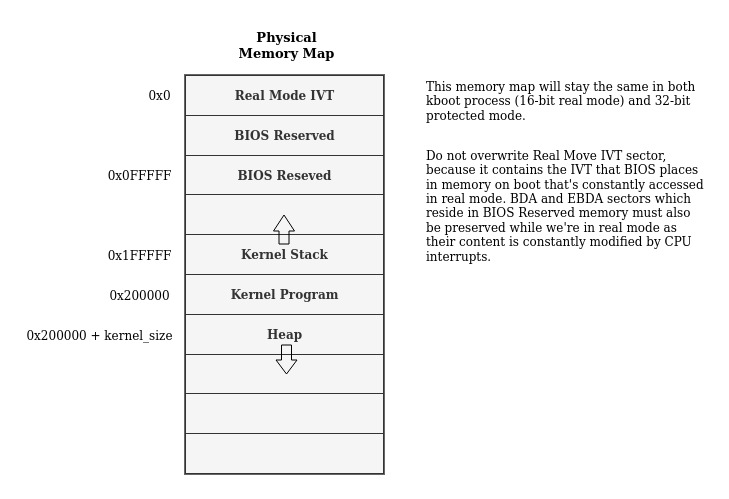 Physical
Memory Map
0x0
Real Mode IVT
BIOS Reserved
0x0FFFFF
BIOS Reseved
0x1FFFFF
Kernel Stack
0x200000
Kernel Program
0x200000 + kernel_size
Heap
This memory map will stay the same in both
kboot process (16-bit real mode) and 32-bit
protected mode.
Do not overwrite Real Move IVT sector,
because it contains the IVT that BIOS places
in memory on boot that's constantly accessed
in real mode. BDA and EBDA sectors which
reside in BIOS Reserved memory must also
be preserved while we're in real mode as
their content is constantly modified by CPU
interrupts.